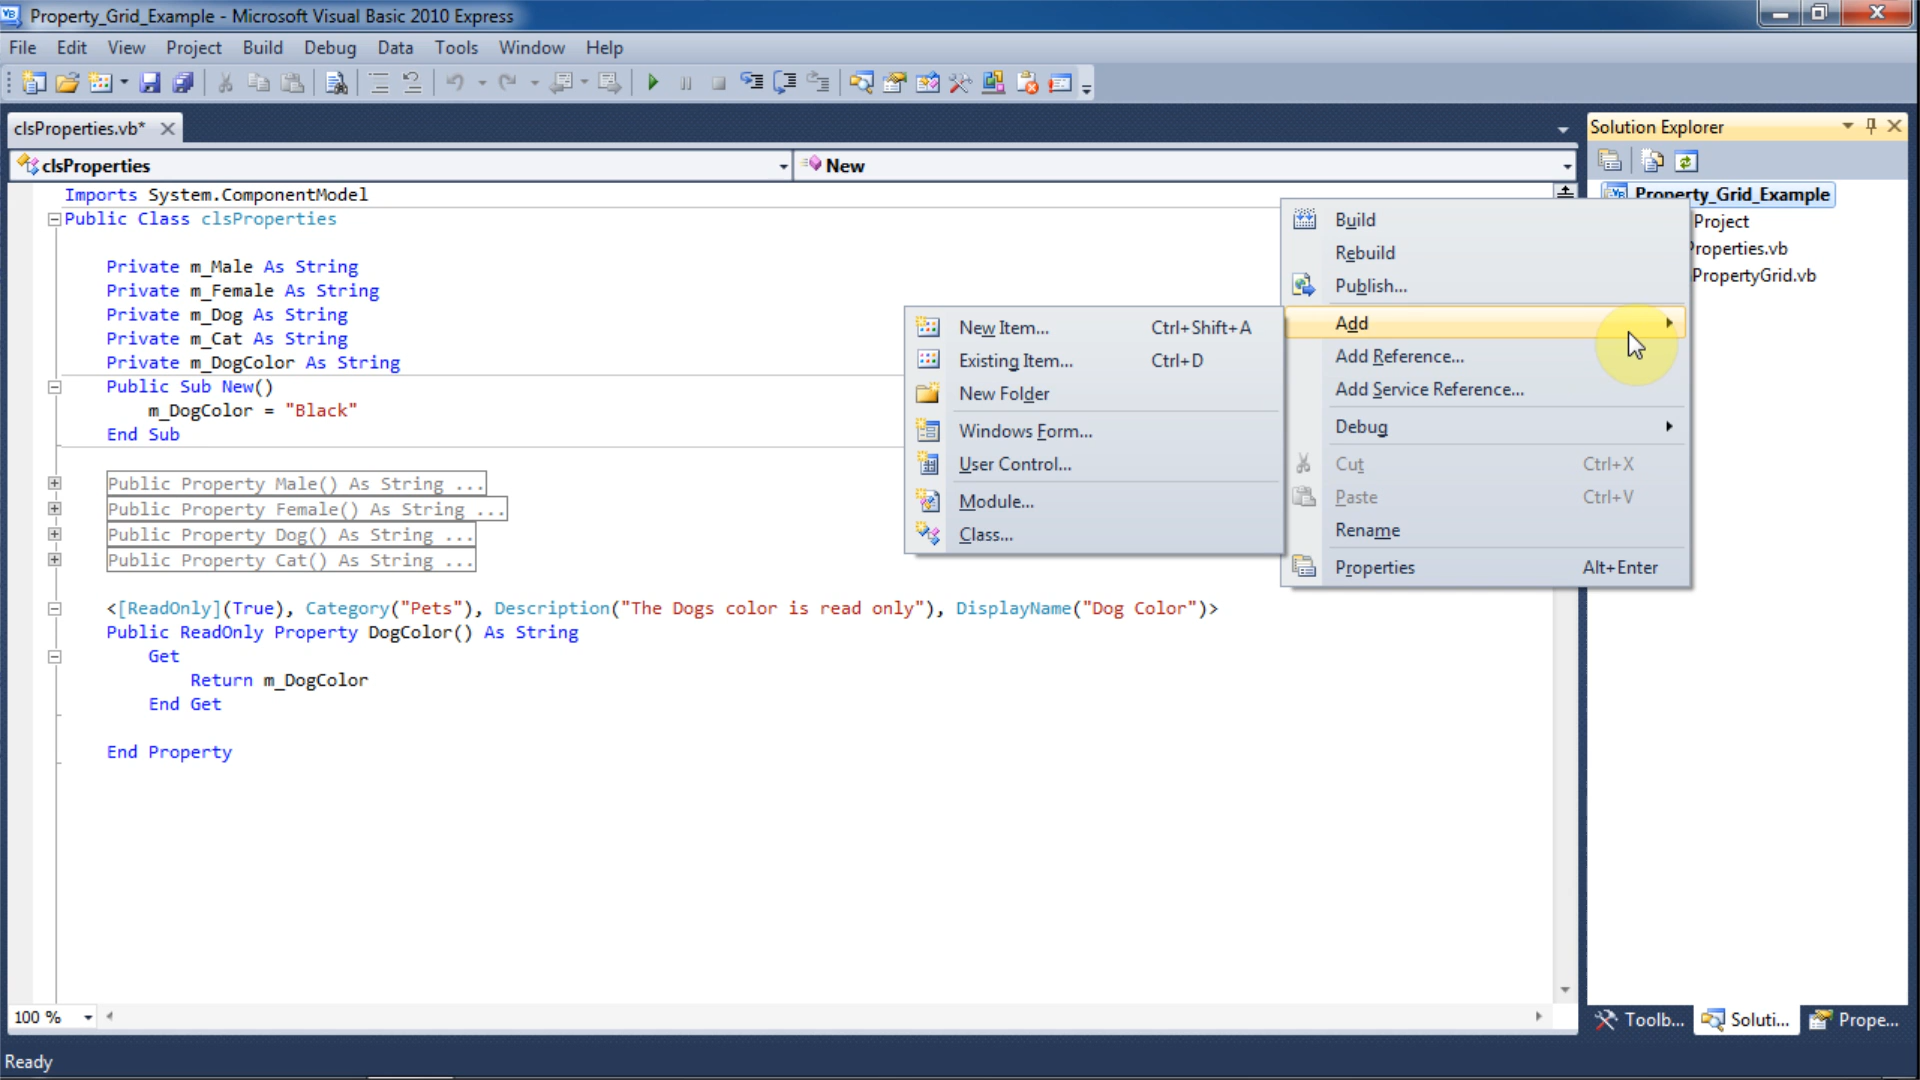 Property_Grid_Example - Microsoft Visual Basic 2010 Express
File Edit View Project Build Debug Data Tools Window Help
clsProperties.vb*
Solution Explorer
clsProperties
New
Imports System.ComponentModel
Public Class clsProperties
Private m_Male As String
Private m_Female As String
Private m_Dog As String
Private m_Cat As String
Private m_DogColor As String
Public Sub New()
m_DogColor = "Black"
End Sub
Public Property Male() As String ...
Public Property Female() As String ...
Public Property Dog() As String ...
Public Property Cat() As String ...
<[ReadOnly](True), Category("Pets"), Description("The Dogs color is read only"), DisplayName("Dog Color")>
Public ReadOnly Property DogColor() As String
Get
Return m_DogColor
End Get
End Property
New Item... Ctrl+Shift+A
Existing Item... Ctrl+D
New Folder
Windows Form...
User Control...
Module...
Class...
Build
Rebuild
Publish...
Add
Add Reference...
Add Service Reference...
Debug
Cut Ctrl+X
Paste Ctrl+V
Rename
Properties Alt+Enter
Property_Grid_Example
Project
roperties.vb
PropertyGrid.vb
100 %
Toolb... Soluti... Prope...
Ready